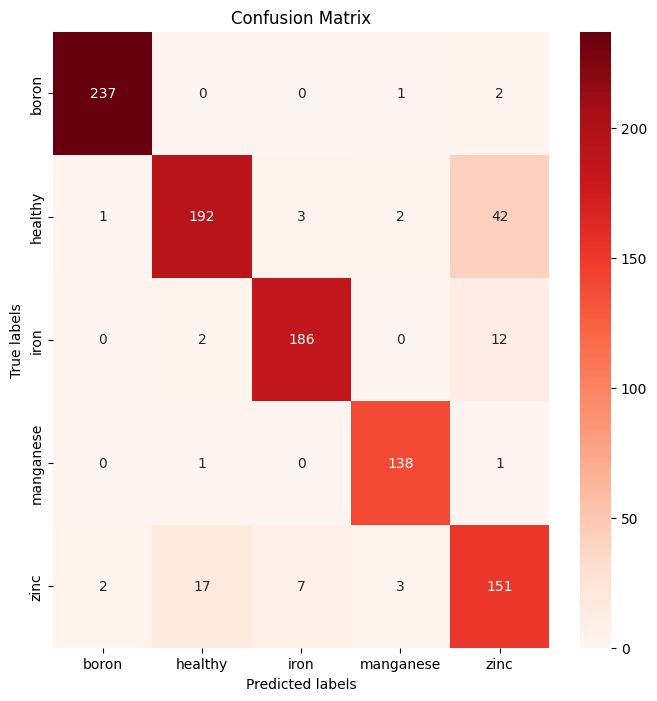 Confusion Matrix
True labels
boron 237 0 0 1 2
healthy 1 192 3 2 42
iron 0 2 186 0 12
manganese 0 1 0 138 1
zinc 2 17 7 3 151
boron healthy iron manganese zinc
Predicted labels
200
150
100
50
0